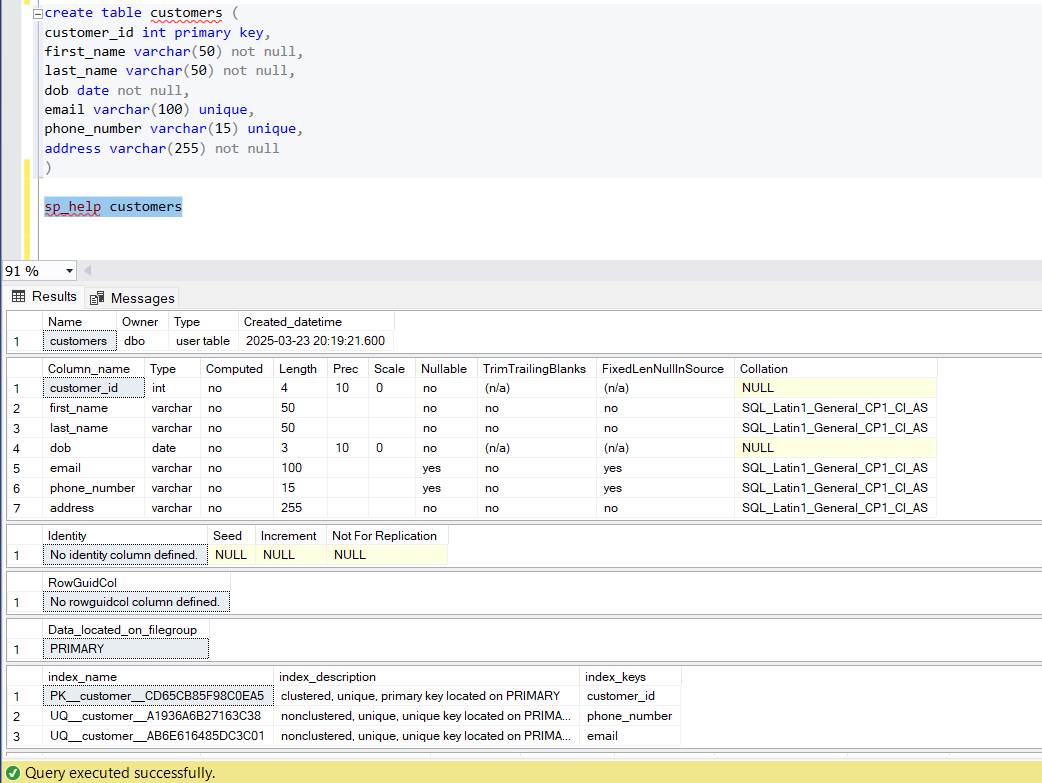 create table customers (
customer_id int primary key,
first_name varchar(50) not null,
last_name varchar(50) not null,
dob date not null,
email varchar(100) unique,
phone_number varchar(15) unique,
address varchar(255) not null
)
sp_help customers
91 %
Results Messages
Name Owner Type Created_datetime
1 customers dbo user table 2025-03-23 20:19:21.600
Column_name Type Computed Length Prec Scale Nullable TrimTrailingBlanks FixedLenNullInSource Collation
1 customer_id int no 4 10 0 no (n/a) (n/a) NULL
2 first_name varchar no 50 no no no SQL_Latin1_General_CP1_CI_AS
3 last_name varchar no 50 no no no SQL_Latin1_General_CP1_CI_AS
4 dob date no 3 10 0 no (n/a) (n/a) NULL
5 email varchar no 100 yes no yes SQL_Latin1_General_CP1_CI_AS
6 phone_number varchar no 15 yes no yes SQL_Latin1_General_CP1_CI_AS
7 address varchar no 255 no no no SQL_Latin1_General_CP1_CI_AS
Identity Seed Increment Not For Replication
1 No identity column defined. NULL NULL NULL
RowGuidCol
1 No rowguidcol column defined.
Data_located_on_filegroup
1 PRIMARY
index_name index_description index_keys
1 PK__customer__CD65CB85F98C0EA5 clustered, unique, primary key located on PRIMARY customer_id
2 UQ__customer__A1936A6B27163C38 nonclustered, unique, unique key located on PRIMA... phone_number
3 UQ__customer__AB6E616485DC3C01 nonclustered, unique, unique key located on PRIMA... email
Query executed successfully.